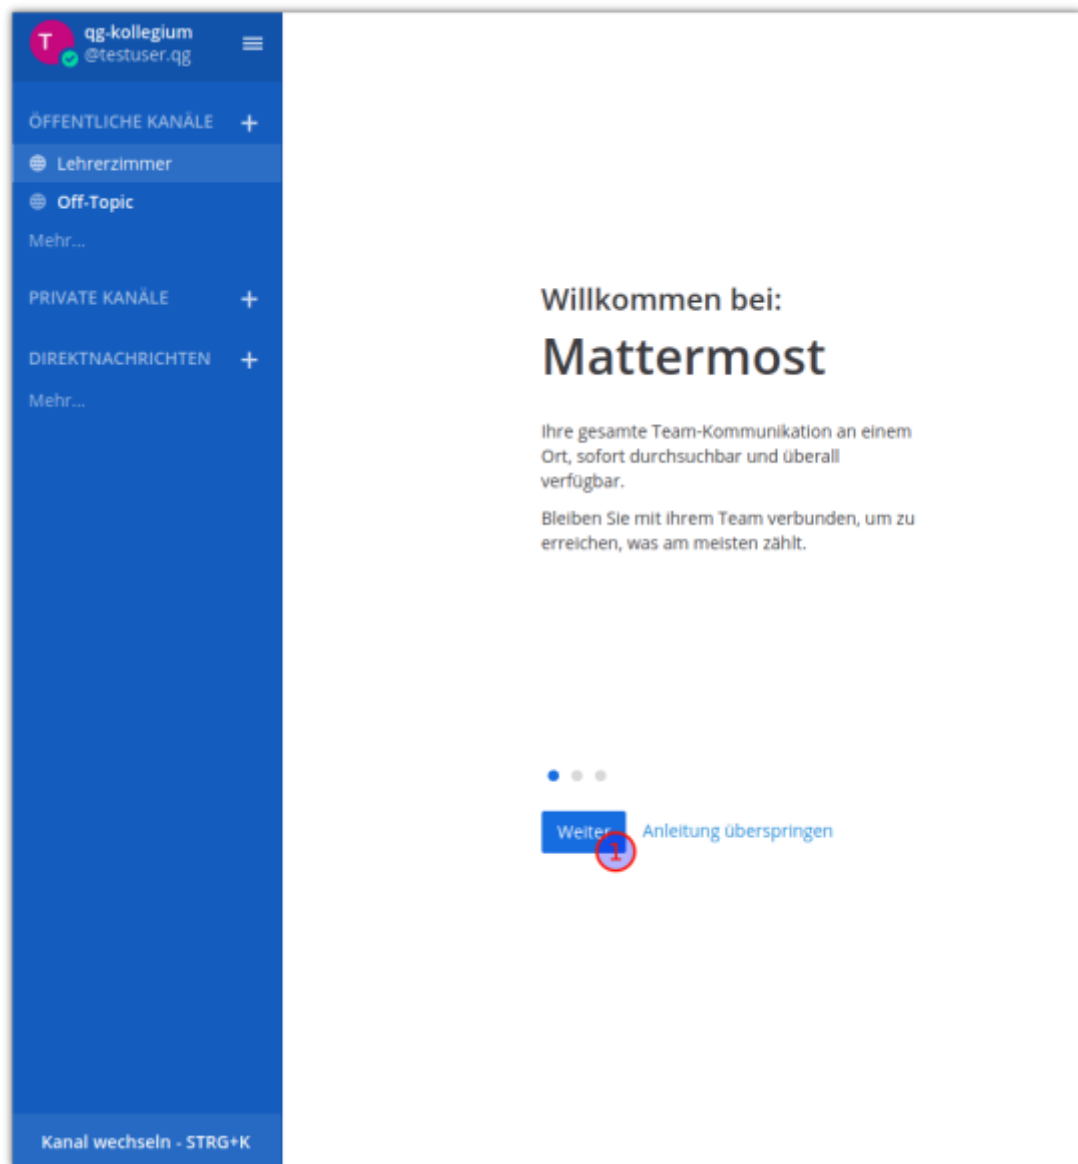 T
qg-kollegium
@testuser.qg
ÖFFENTLICHE KANÄLE +
Lehrerzimmer
Off-Topic
Mehr...
PRIVATE KANÄLE +
DIREKTNACHRICHTEN +
Mehr...
Kanal wechseln - STRG+K
Willkommen bei:
Mattermost
Ihre gesamte Team-Kommunikation an einem
Ort, sofort durchsuchbar und überall
verfügbar.
Bleiben Sie mit ihrem Team verbunden, um zu
erreichen, was am meisten zählt.
Weiter Anleitung überspringen
1